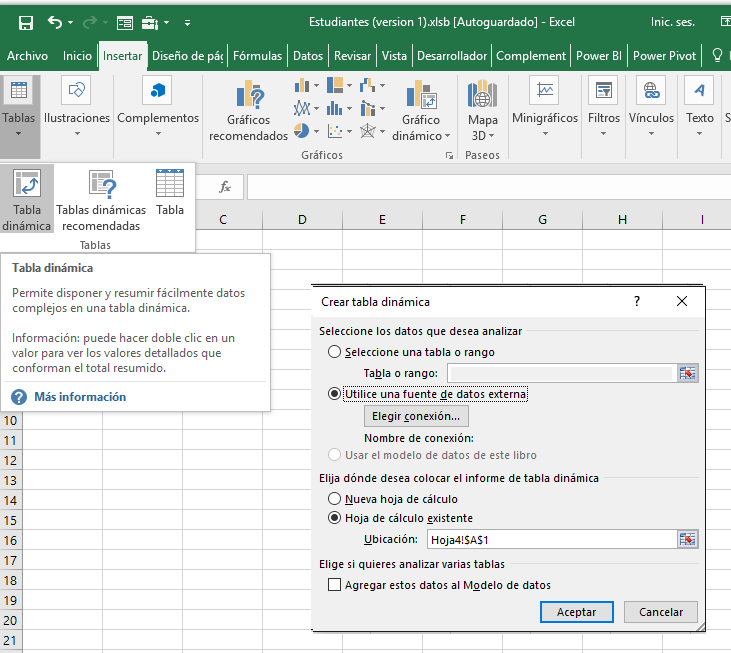 Estudiantes (version 1).xlsb [Autoguardado] - Excel
Inic. ses.
Archivo Inicio Insertar Diseño de pág Fórmulas Datos Revisar Vista Desarrollador Complement Power BI Power Pivot
Tablas
Ilustraciones
Complementos
Gráficos
recomendados
Gráfico
dinámico
Gráficos
Mapa
3D
Paseos
Minigráficos
Filtros
Vínculos
Texto
S
Tabla
dinámica
Tablas dinámicas
recomendadas
Tabla
Tablas
fx
C D E F G H I
Tabla dinámica
Permite disponer y resumir fácilmente datos
complejos en una tabla dinámica.
Información: puede hacer doble clic en un
valor para ver los valores detallados que
conforman el total resumido.
? Más información
10
11
12
13
14
15
16
17
18
19
20
21
Crear tabla dinámica ?
Seleccione los datos que desea analizar
Seleccione una tabla o rango
Tabla o rango:
Utilice una fuente de datos externa
Elegir conexión...
Nombre de conexión:
Usar el modelo de datos de este libro
Elija dónde desea colocar el informe de tabla dinámica
Nueva hoja de cálculo
Hoja de cálculo existente
Ubicación: Hoja4!$A$1
Elige si quieres analizar varias tablas
Agregar estos datos al Modelo de datos
Aceptar Cancelar